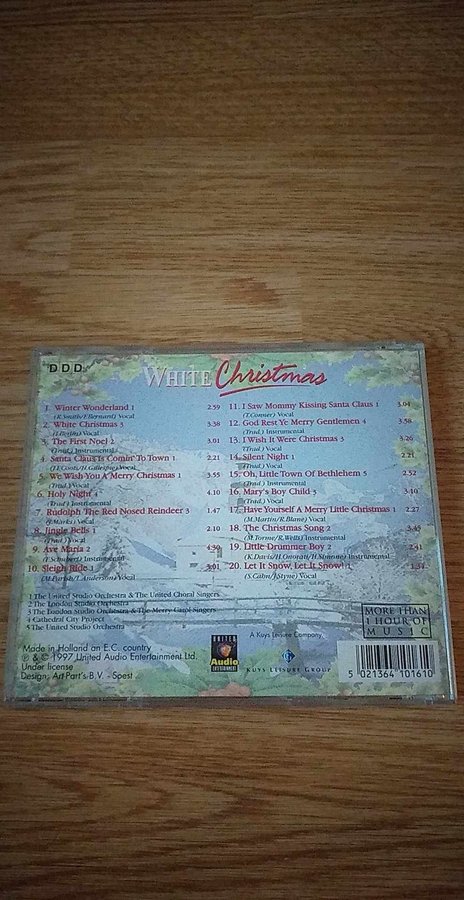 DDD
WHITE Christmas
1. Winter Wonderland 1 2.59
(R.Smith/F.Bernard) Vocal
2. White Christmas 3 3.38
(I.Berlin) Vocal
3. The First Noel 2 2.01
(Trad.) Instrumental
4. Santa Claus Is Comin' To Town 1 2.21
(H.Gillespie) Vocal
5. We Wish You A Merry Christmas 1 1.55
(Trad.) Vocal
6. Holy Night 4 4.10
(Trad.) Instrumental
7. Rudolph The Red Nosed Reindeer 3 1.47
(J.Marks) Vocal
8. Jingle Bells 1 2.10
(Trad.) Vocal
9. Ave Maria 2 4.30
(F.Schubert) Instrumental
10. Sleigh Ride 1 3.01
(M.Parish/L.Anderson) Vocal
11. I Saw Mommy Kissing Santa Claus 1 3.04
(T.Connor) Vocal
12. God Rest Ye Merry Gentlemen 4 3.58
(Trad.) Instrumental
13. I Wish It Were Christmas 3 3.26
(Trad.) Vocal
14. Silent Night 1 2.21
(Trad.) Vocal
15. Oh, Little Town Of Bethlehem 5 2.52
(Trad.) Instrumental
16. Mary's Boy Child 3 3.10
(Trad.) Vocal
17. Have Yourself A Merry Little Christmas 1 2.27
(M.Martin/R.Blane) Vocal
18. The Christmas Song 2 3.45
(M.Torme/R.Wells) Instrumental
19. Little Drummer Boy 2 2.41
(K.Davis/H.Onorati/H.Simeone) Instrumental
20. Let It Snow, Let It Snow! 1 1.51
(S.Cahn/J.Styne) Vocal
1 The United Studio Orchestra & The United Choral Singers
2 The London Studio Orchestra
3 The London Studio Orchestra & The Merry Carol Singers
4 Cathedral City Project
5 The United Studio Orchestra
MORE THAN
1 HOUR OF
MUSIC
Made in Holland an E.C. country
℗ & © 1997 United Audio Entertainment Ltd.
Under license
Design: Art Part's B.V. - Soest
UNITED
Audio
ENTERTAINMENT
A Kuys Leisure Company
KUYS LEISURE GROUP
5 021364 101610